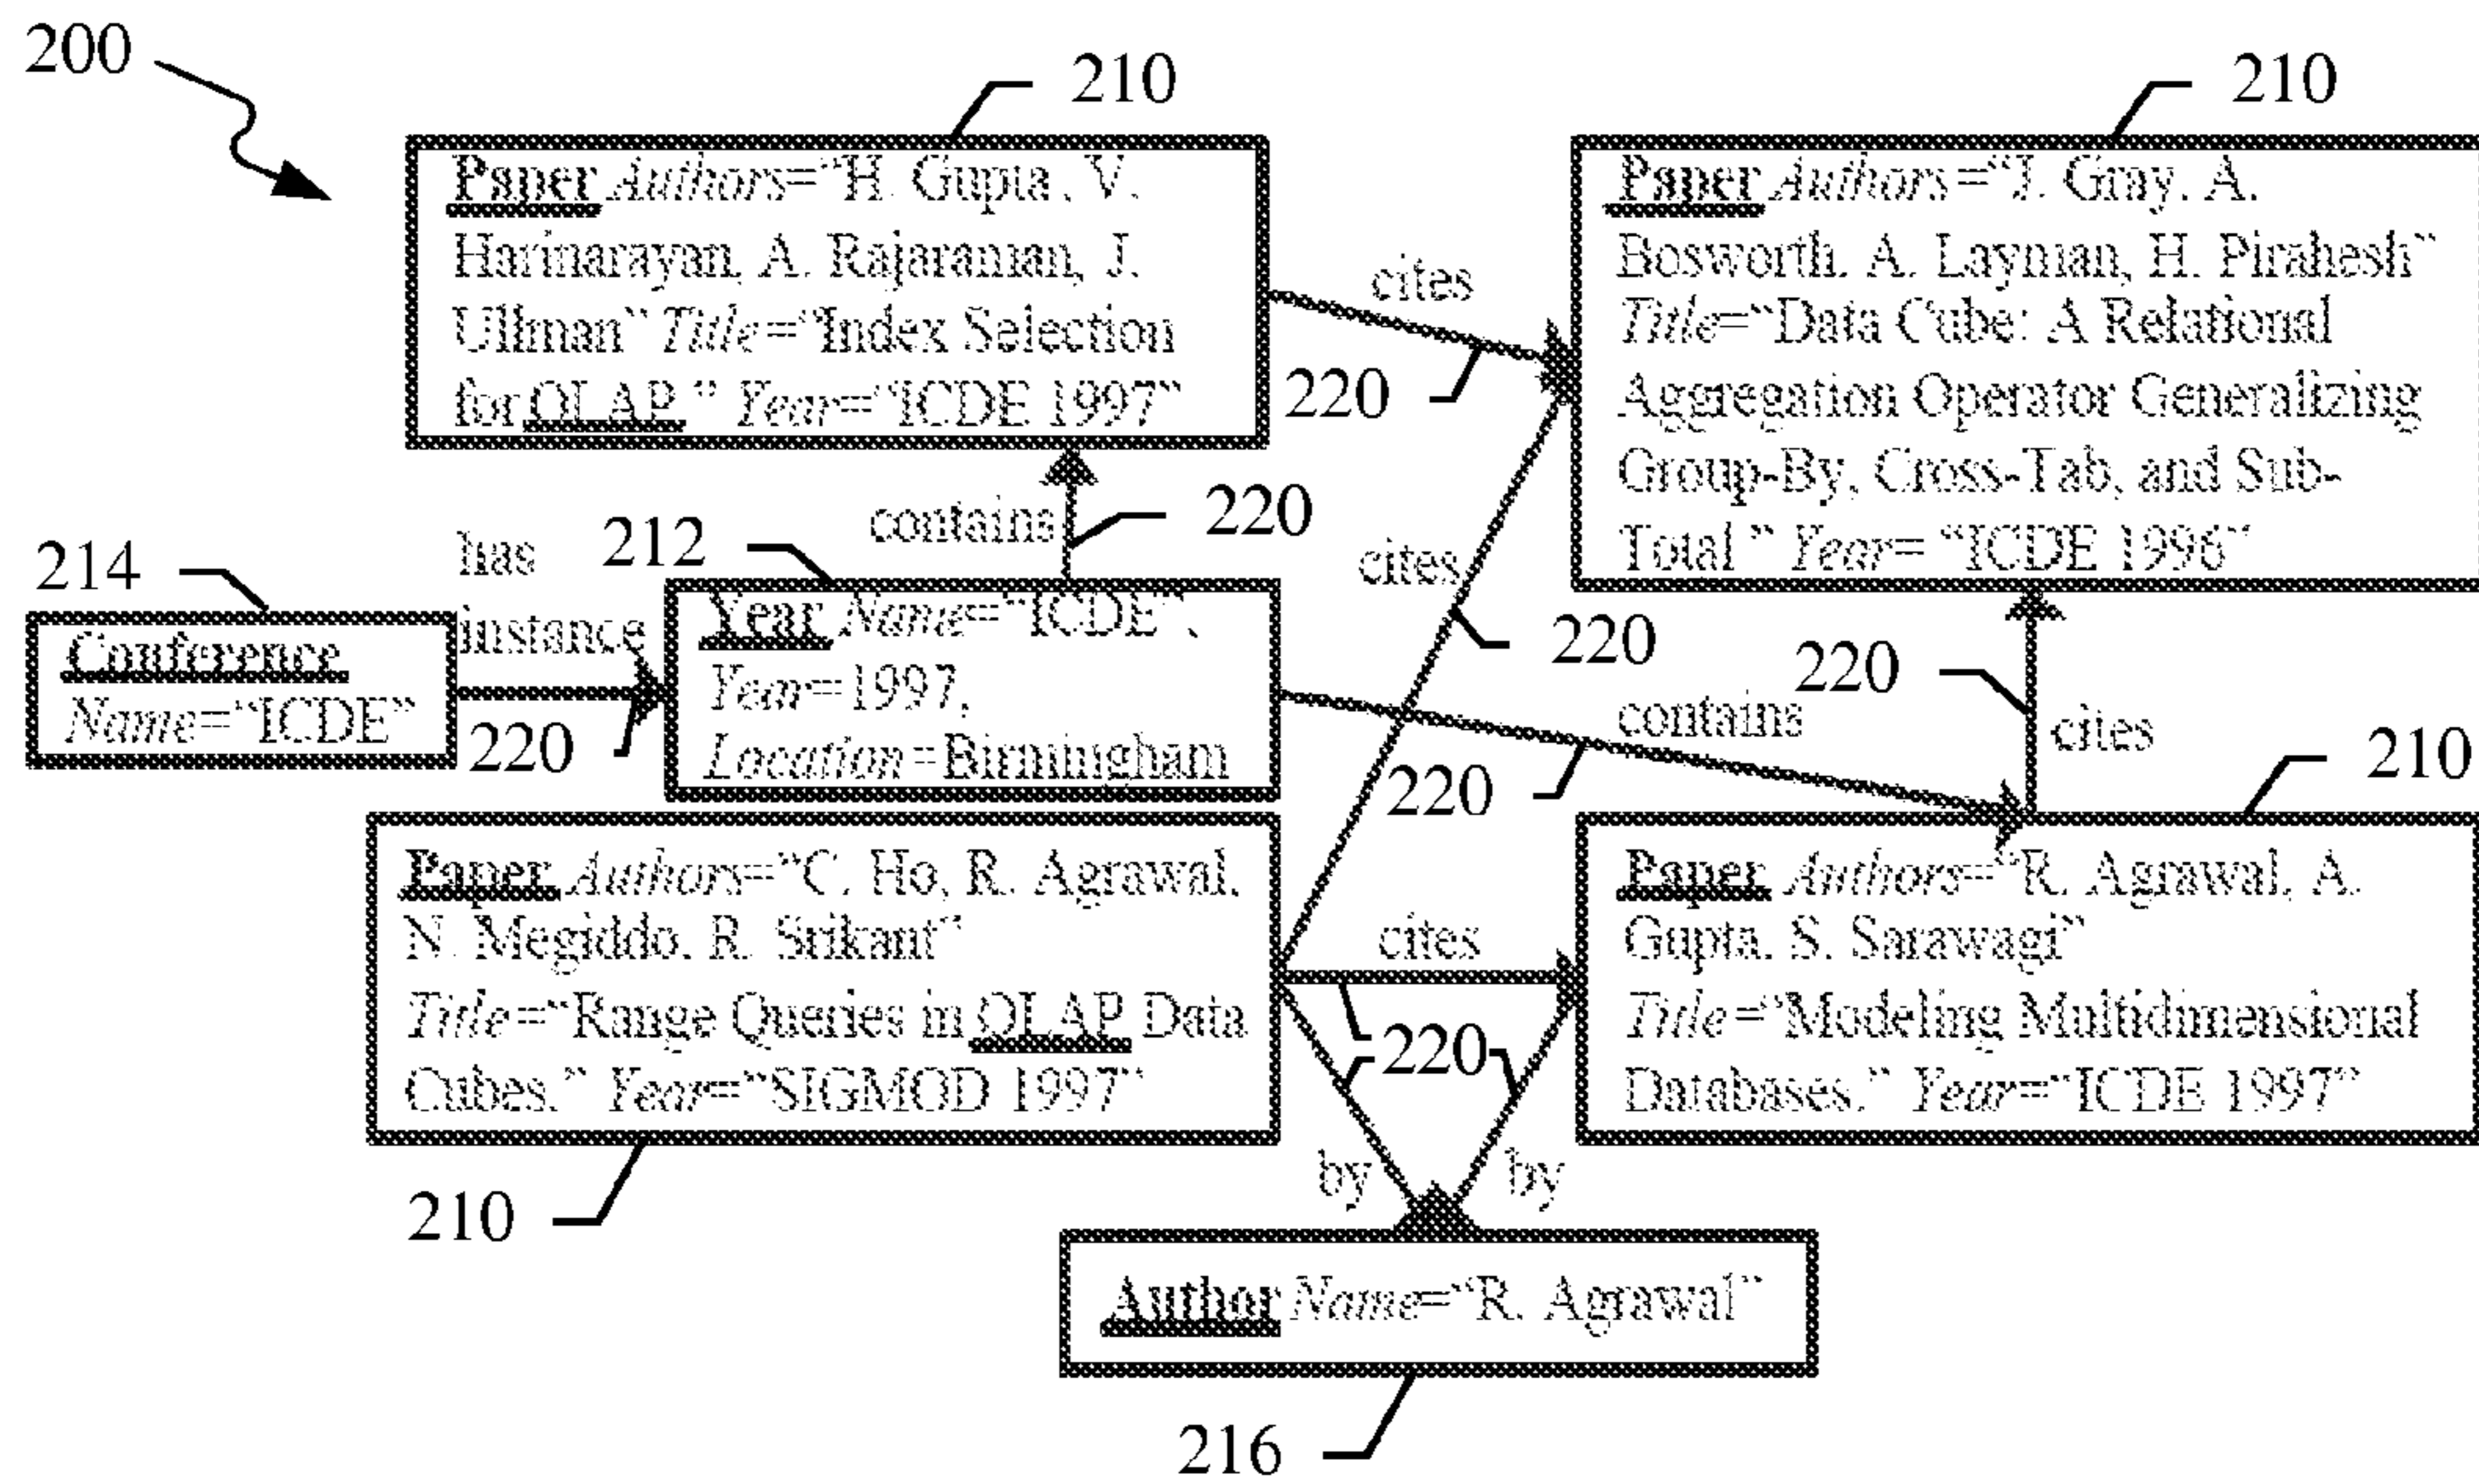 200
210
210
Paper Authors="H. Gupta, V.
Harinarayan, A. Rajaraman, J.
Ullman" Title="Index Selection
for OLAP." Year="ICDE 1997"
cites
220
Paper Authors="J. Gray, A.
Bosworth, A. Layman, H. Pirahesh"
Title="Data Cube: A Relational
Aggregation Operator Generalizing
Group-By, Cross-Tab, and Sub-
Total." Year= "ICDE 1996"
contains
220
has
instance
212
214
Conference
Name="ICDE"
220
Year Name="ICDE",
Year=1997,
Location=Birmingham
cites
220
contains
220
220
cites
210
Paper Authors="C. Ho, R. Agrawal,
N. Megiddo, R. Srikant"
Title="Range Queries in OLAP Data
Cubes." Year="SIGMOD 1997"
210
cites
220
Paper Authors="R. Agrawal, A.
Gupta, S. Sarawagi"
Title="Modeling Multidimensional
Databases." Year="ICDE 1997"
by
by
Author Name="R. Agrawal"
216